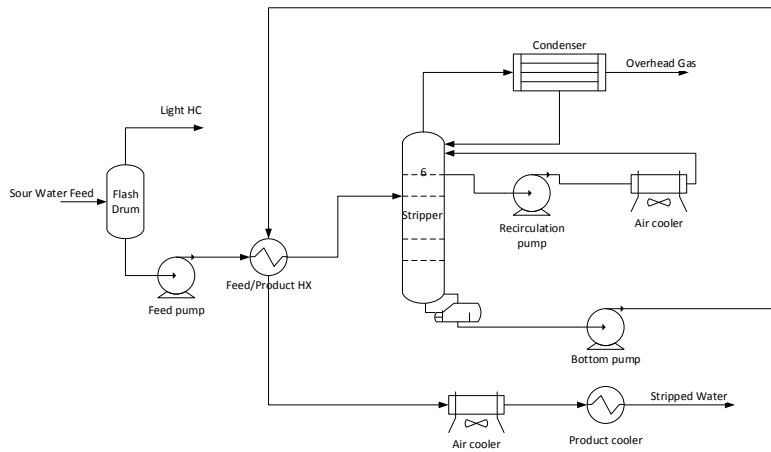 Condenser
Overhead Gas
Light HC
6
Sour Water Feed
Flash
Drum
Stripper
Recirculation
pump
Air cooler
Feed/Product HX
Feed pump
Bottom pump
Stripped Water
Air cooler
Product cooler